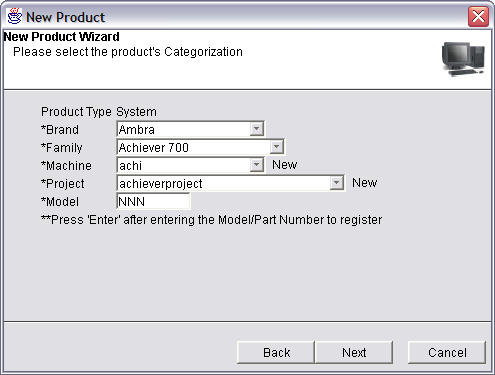 New Product
New Product Wizard
Please select the product's Categorization
Product Type System
*Brand Ambra
*Family Achiever 700
*Machine achi New
*Project achieverproject New
*Model NNN
**Press 'Enter' after entering the Model/Part Number to register
Back Next Cancel